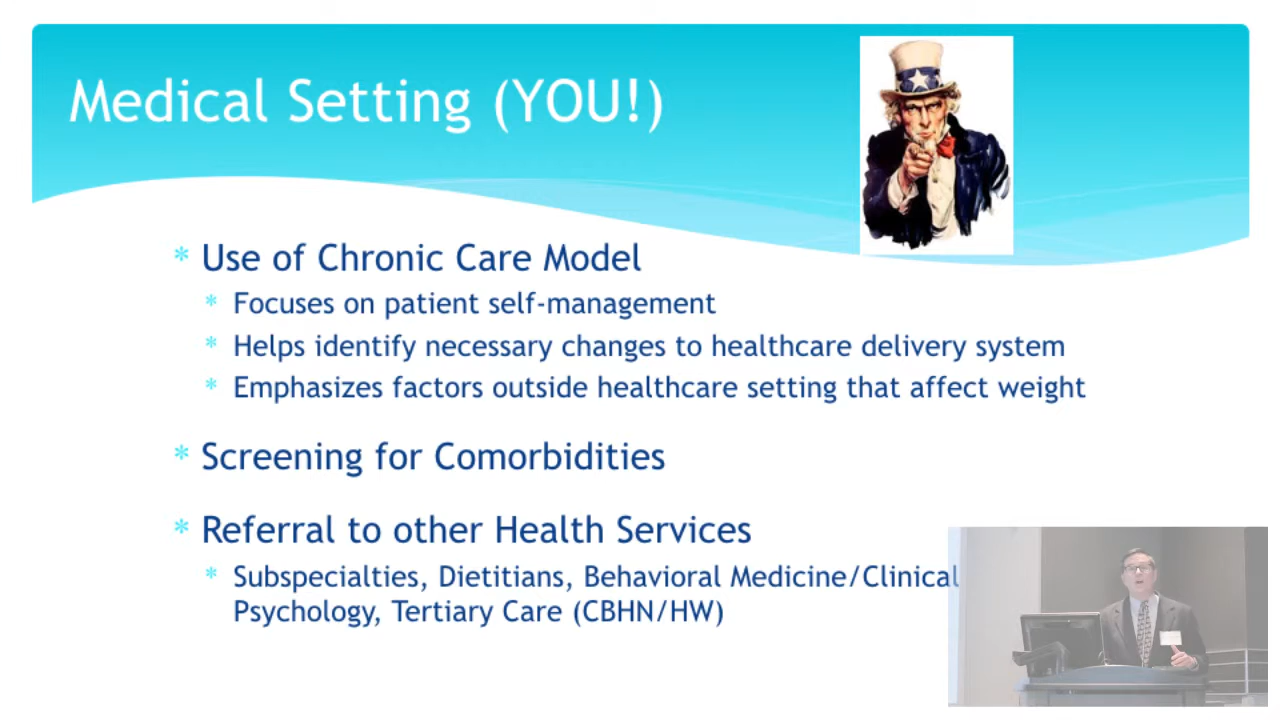 Medical Setting (YOU!)
* Use of Chronic Care Model
* Focuses on patient self-management
* Helps identify necessary changes to healthcare delivery system
* Emphasizes factors outside healthcare setting that affect weight
* Screening for Comorbidities
* Referral to other Health Services
* Subspecialties, Dietitians, Behavioral Medicine/Clinical
Psychology, Tertiary Care (CBHN/HW)